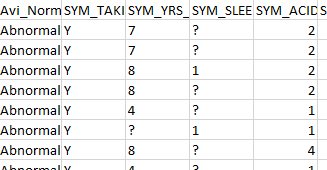 Avi_Norm SYM_TAKI SYM_YRS_ SYM_SLEE SYM_ACID S
Abnormal Y 7 ? 2
Abnormal Y 7 ? 2
Abnormal Y 8 1 2
Abnormal Y 8 ? 2
Abnormal Y 4 ? 1
Abnormal Y ? 1 1
Abnormal Y 8 ? 4
Abnormal Y 4 ? 1